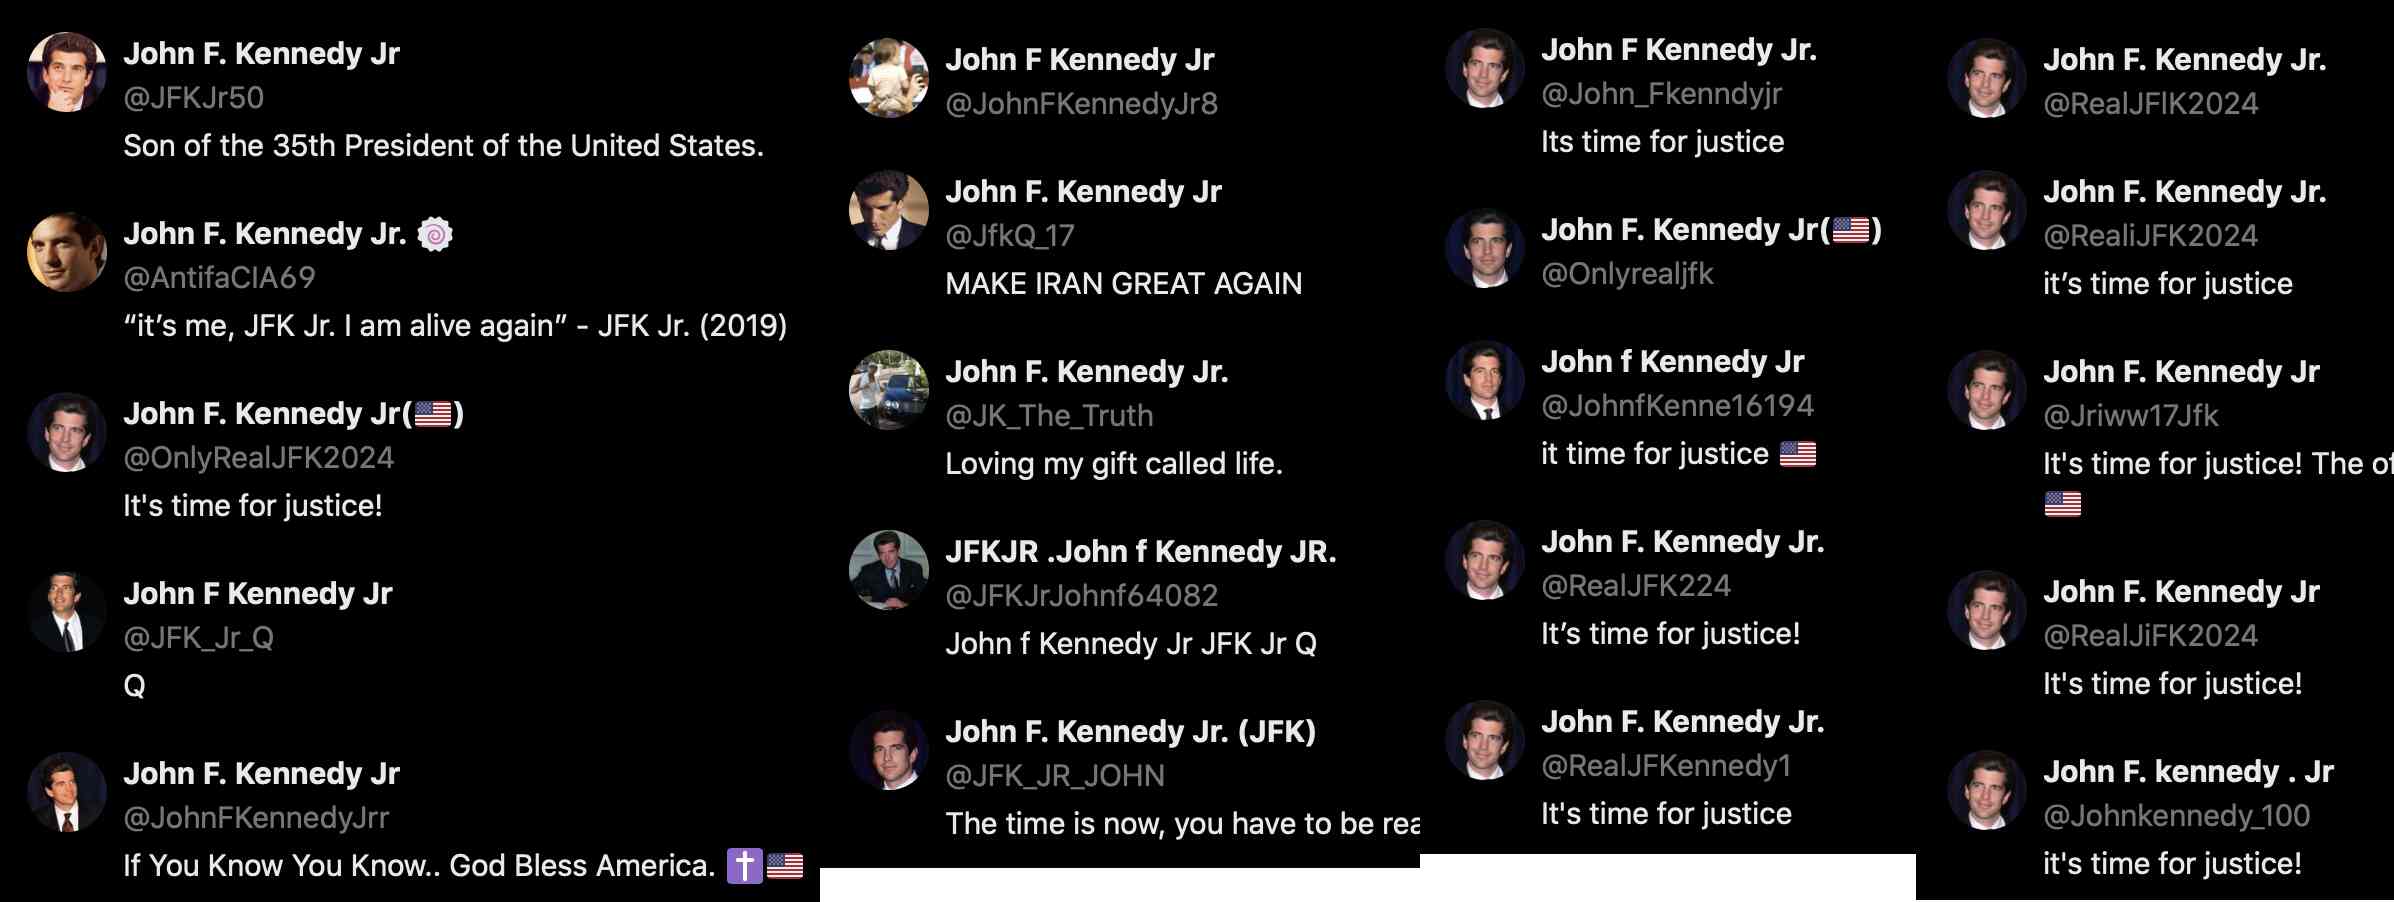 John F. Kennedy Jr
@JFKJr50
Son of the 35th President of the United States.
John F. Kennedy Jr. 🍥
@AntifaCIA69
“it’s me, JFK Jr. I am alive again” - JFK Jr. (2019)
John F. Kennedy Jr(🇺🇸)
@OnlyRealJFK2024
It's time for justice!
John F Kennedy Jr
@JFK_Jr_Q
Q
John F. Kennedy Jr
@JohnFKennedyJrr
If You Know You Know.. God Bless America. ✝️🇺🇸
John F Kennedy Jr
@JohnFKennedyJr8
John F. Kennedy Jr
@JfkQ_17
MAKE IRAN GREAT AGAIN
John F. Kennedy Jr.
@JK_The_Truth
Loving my gift called life.
JFKJR .John f Kennedy JR.
@JFKJrJohnf64082
John f Kennedy Jr JFK Jr Q
John F. Kennedy Jr. (JFK)
@JFK_JR_JOHN
The time is now, you have to be rea
John F Kennedy Jr.
@John_Fkenndyjr
Its time for justice
John F. Kennedy Jr(🇺🇸)
@Onlyrealjfk
John f Kennedy Jr
@JohnfKenne16194
it time for justice 🇺🇸
John F. Kennedy Jr.
@RealJFK224
It’s time for justice!
John F. Kennedy Jr.
@RealJFKennedy1
It's time for justice
John F. Kennedy Jr.
@RealJFlK2024
John F. Kennedy Jr.
@RealiJFK2024
it’s time for justice
John F. Kennedy Jr
@Jriww17Jfk
It's time for justice! The of
🇺🇸
John F. Kennedy Jr
@RealJiFK2024
It's time for justice!
John F. kennedy . Jr
@Johnkennedy_100
it's time for justice!